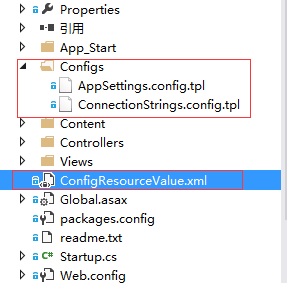 Properties
引用
App_Start
Configs
AppSettings.config.tpl
ConnectionStrings.config.tpl
Content
Controllers
Views
ConfigResourceValue.xml
Global.asax
packages.config
readme.txt
Startup.cs
Web.config